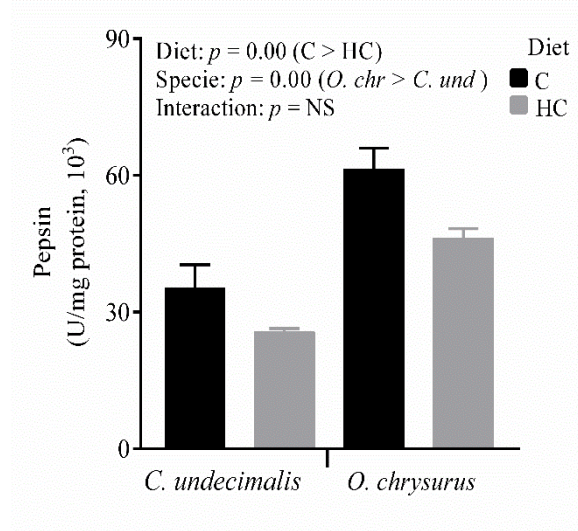 90
60
30
0
Pepsin
(U/mg protein, 10³)
Diet: p = 0.00 (C > HC)
Specie: p = 0.00 (O. chr > C. und )
Interaction: p = NS
Diet
C
HC
C. undecimalis
O. chrysurus